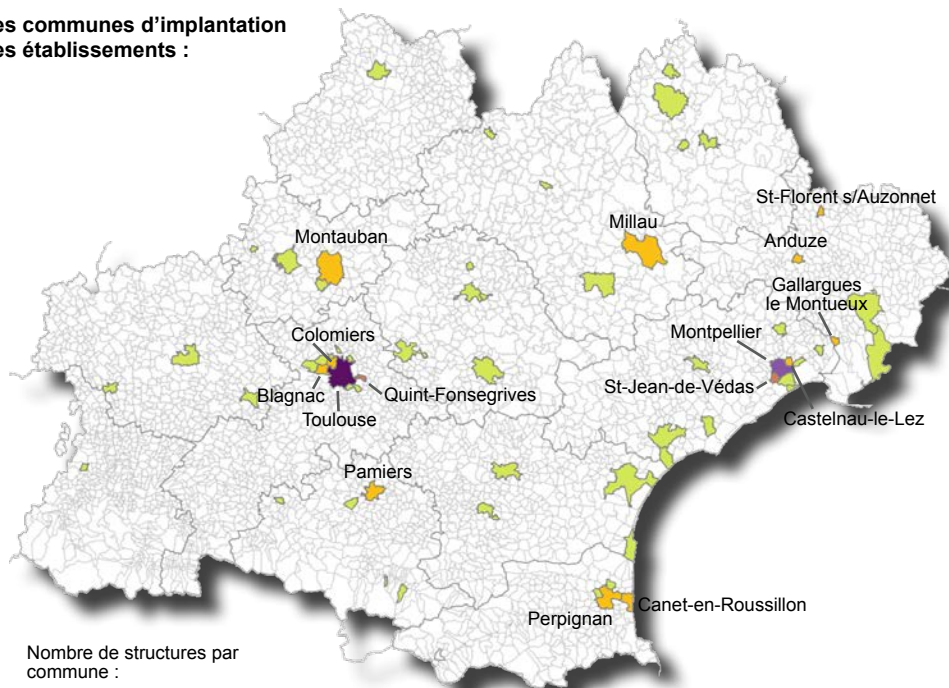 es communes d'implantation
es établissements :
St-Florent s/Auzonnet
Millau
Anduze
Montauban
Gallargues
le Montueux
Montpellier
Colomiers
St-Jean-de-Védas
Blagnac
Quint-Fonsegrives
Toulouse
Castelnau-le-Lez
Pamiers
Canet-en-Roussillon
Perpignan
Nombre de structures par
commune :